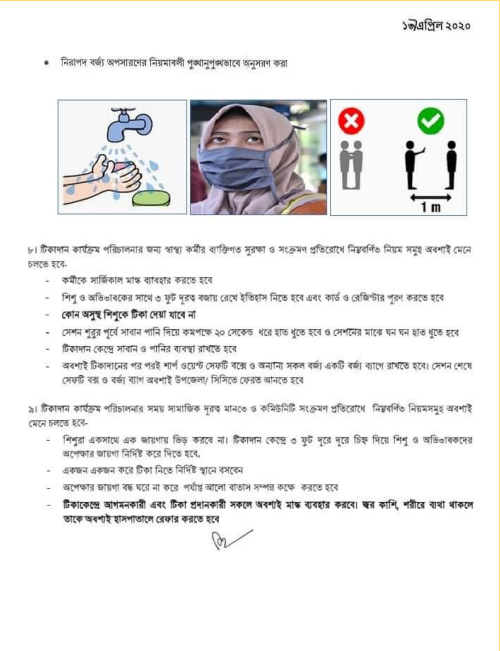 ১৬এপ্রিল ২০২০
• নিরাপদ বর্জ্য অপসারণের নিয়মাবলী পুঙ্খানুপুঙ্খভাবে অনুসরণ করা
1 m
৮। টিকাদান কার্যক্রম পরিচালনার জন্য স্বাস্থ্য কর্মীর ব্যক্তিগত সুরক্ষা ও সংক্রমণ প্রতিরোধে নিম্নবর্ণিত নিয়ম সমুহ অবশ্যই মেনে
চলতে হবে-
- কর্মীকে সার্জিকাল মাস্ক ব্যাবহার করতে হবে
- শিশু ও অভিভাবকের সাথে ৩ ফুট দূরত্ব বজায় রেখে ইতিহাস নিতে হবে এবং কার্ড ও রেজিস্টার পূরণ করতে হবে
- কোন অসুস্থ শিশুকে টিকা দেয়া যাবে না
- সেশন শুরুর পূর্বে সাবান পানি দিয়ে কমপক্ষে ২০ সেকেন্ড ধরে হাত ধুতে হবে ও সেশনের মাঝে ঘন ঘন হাত ধুতে হবে
- টিকাদান কেন্দ্রে সাবান ও পানির ব্যবস্থা রাখতে হবে
- অবশ্যই টিকাদানের পর পরই শার্প ওয়েস্ট সেফটি বক্সে ও অন্যান্য সকল বর্জ্য একটি বর্জ্য ব্যাগে রাখতে হবে। সেশন শেষে
সেফটি বক্স ও বর্জ্য ব্যাগ অবশ্যই উপজেলা/ সিসিতে ফেরত আনতে হবে
৯। টিকাদান কার্যক্রম পরিচালনার সময় সামাজিক দূরত্ব মানতে ও কমিউনিটি সংক্রমণ প্রতিরোধে নিম্নবর্ণিত নিয়মসমুহ অবশ্যই
মেনে চলতে হবে-
- শিশুরা একসাথে এক জায়গায় ভিড় করবে না। টিকাদান কেন্দ্রে ৩ ফুট দূরে দূরে চিহ্ন দিয়ে শিশু ও অভিভাবকদের
অপেক্ষার জায়গা নির্দিষ্ট করে দিতে হবে,
- একজন একজন করে টিকা নিতে নির্দিষ্ট স্থানে বসবেন
- অপেক্ষার জায়গা বদ্ধ ঘরে না করে পর্যাপ্ত আলো বাতাস সম্পন্ন কক্ষে করতে হবে
- টিকাকেন্দ্রে আগমনকারী এবং টিকা প্রদানকারী সকলে অবশ্যই মাস্ক ব্যবহার করবে। জ্বর কাশি, শরীরে ব্যথা থাকলে
তাকে অবশ্যই হাসপাতালে রেফার করতে হবে